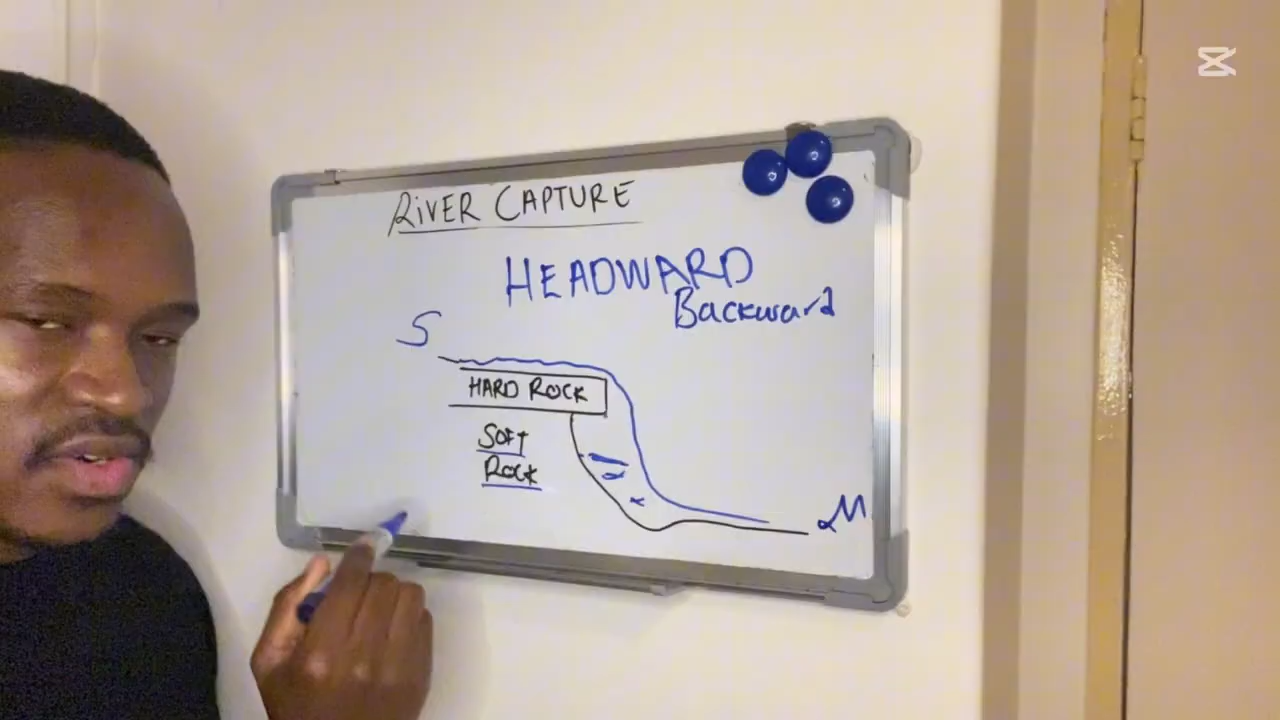 RIVER CAPTURE
HEADWARD
Backward
S
HARD ROCK
SOFT
ROCK
M